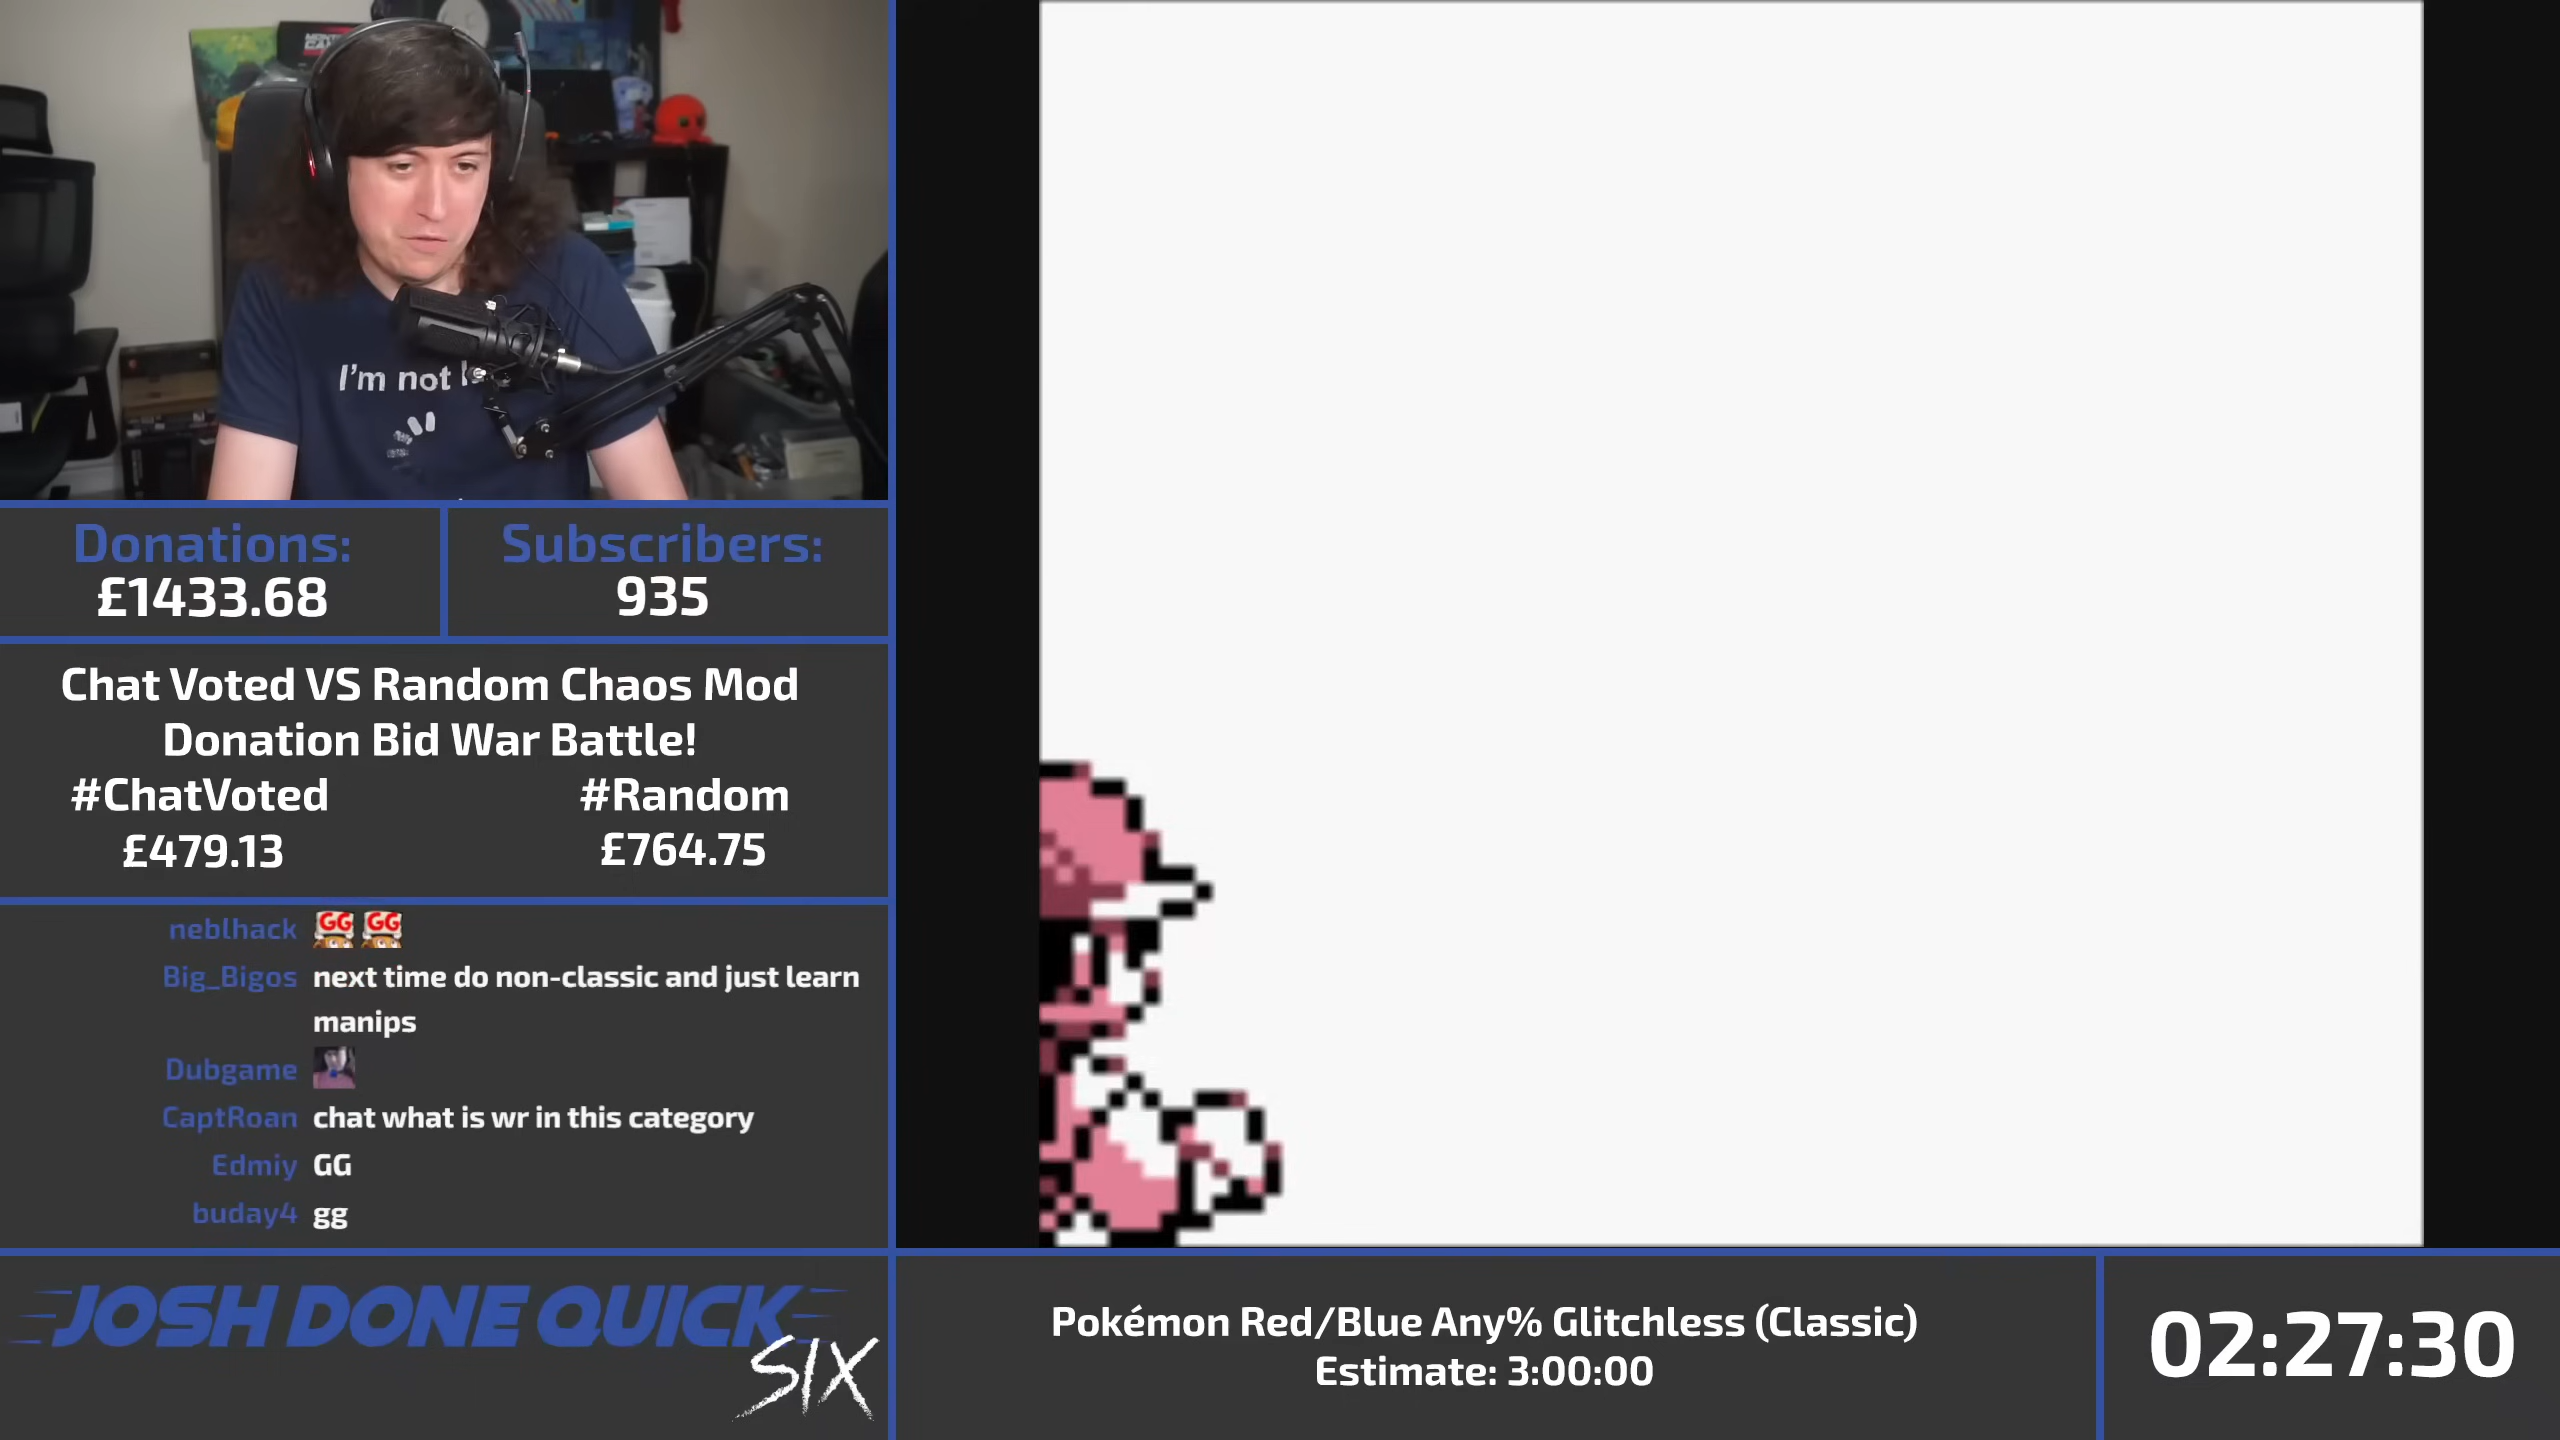 I'm not
Donations:
£1433.68
Subscribers:
935
Chat Voted VS Random Chaos Mod
Donation Bid War Battle!
#ChatVoted
#Random
£479.13
£764.75
neblhack GG GG
Big_Bigos next time do non-classic and just learn
manips
Dubgame
CaptRoan chat what is wr in this category
Edmiy GG
buday4 gg
JOSH DONE QUICK
SIX
Pokémon Red/Blue Any% Glitchless (Classic)
Estimate: 3:00:00
02:27:30